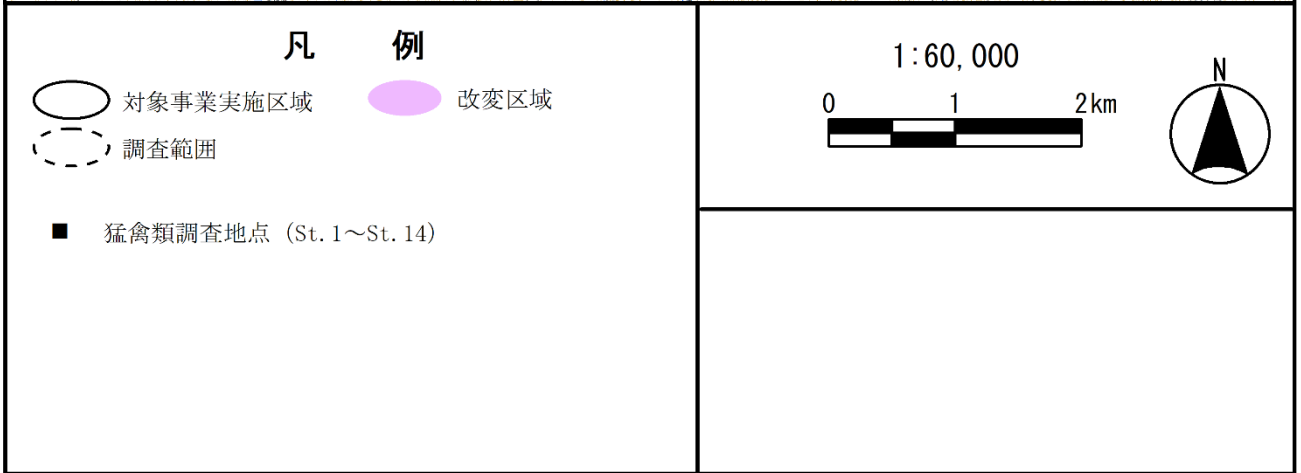 凡 例
対象事業実施区域 改変区域
調査範囲
■ 猛禽類調査地点 (St.1～St.14)
1:60,000
0 1 2km
N